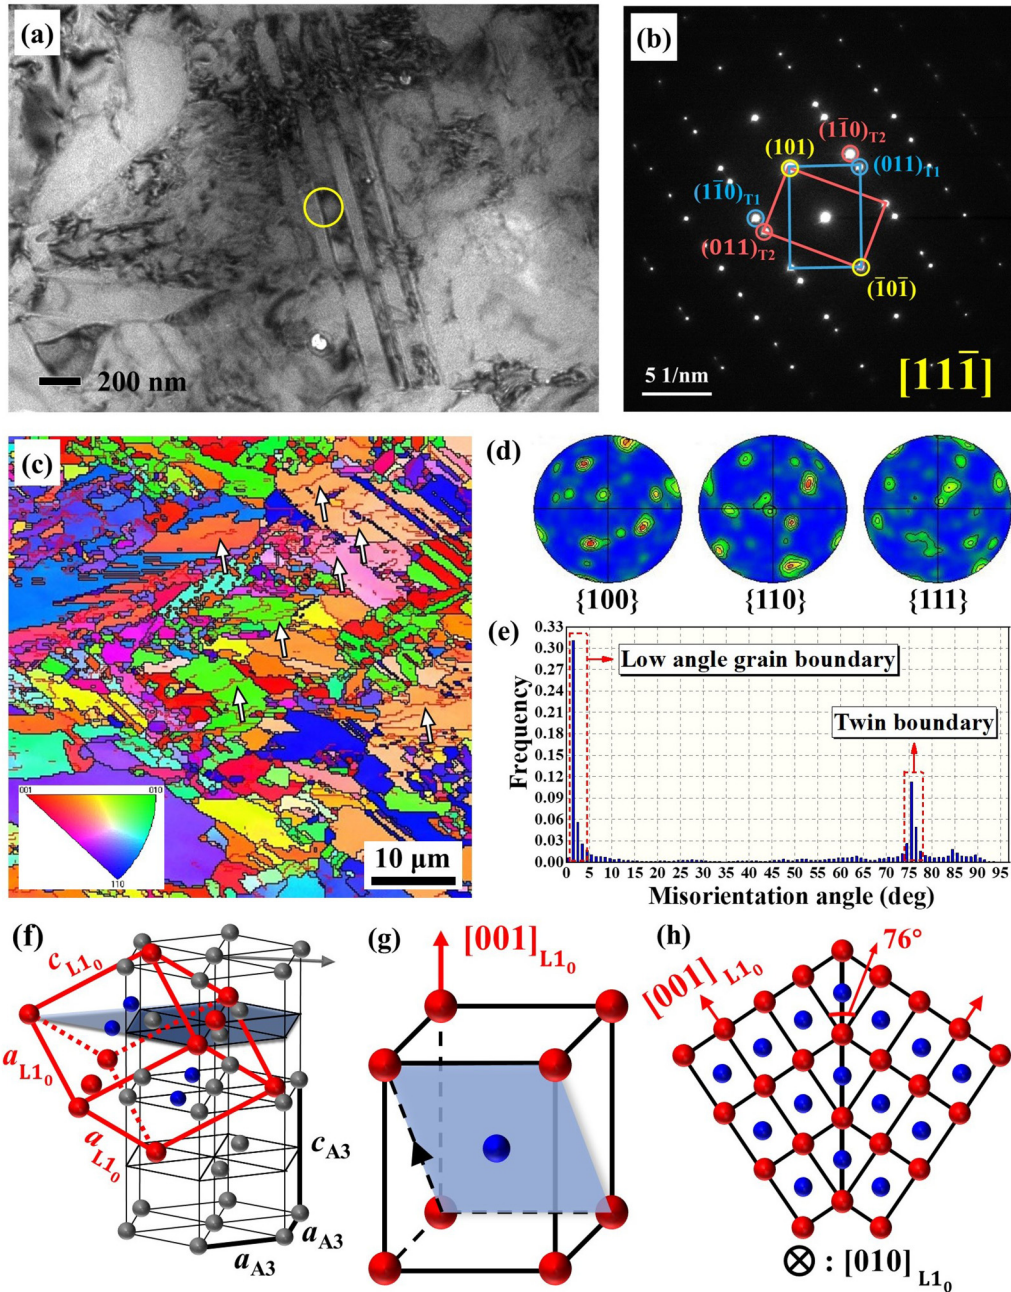 (a)
200 nm
(b)
(11̅0)T2
(101)
(011)T1
(11̅0)T1
(011)T2
(1̅01̅)
5 1/nm
[111̅]
(c)
001
010
110
10 μm
(d)
{100}
{110}
{111}
(e)
0.33
0.30
0.27
0.24
0.21
0.18
0.15
0.12
0.09
0.06
0.03
0.00
Frequency
Low angle grain boundary
Twin boundary
0 5 10 15 20 25 30 35 40 45 50 55 60 65 70 75 80 85 90 95
Misorientation angle (deg)
(f)
cL10
aL10
aL10
cA3
aA3
aA3
(g)
[001]L10
(h)
76°
[001]L10
: [010]L10